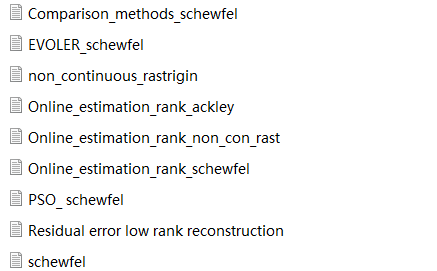 Comparison_methods_schewfel
EVOLER_schewfel
non_continuous_rastrigin
Online_estimation_rank_ackley
Online_estimation_rank_non_con_rast
Online_estimation_rank_schewfel
PSO_ schewfel
Residual error low rank reconstruction
schewfel